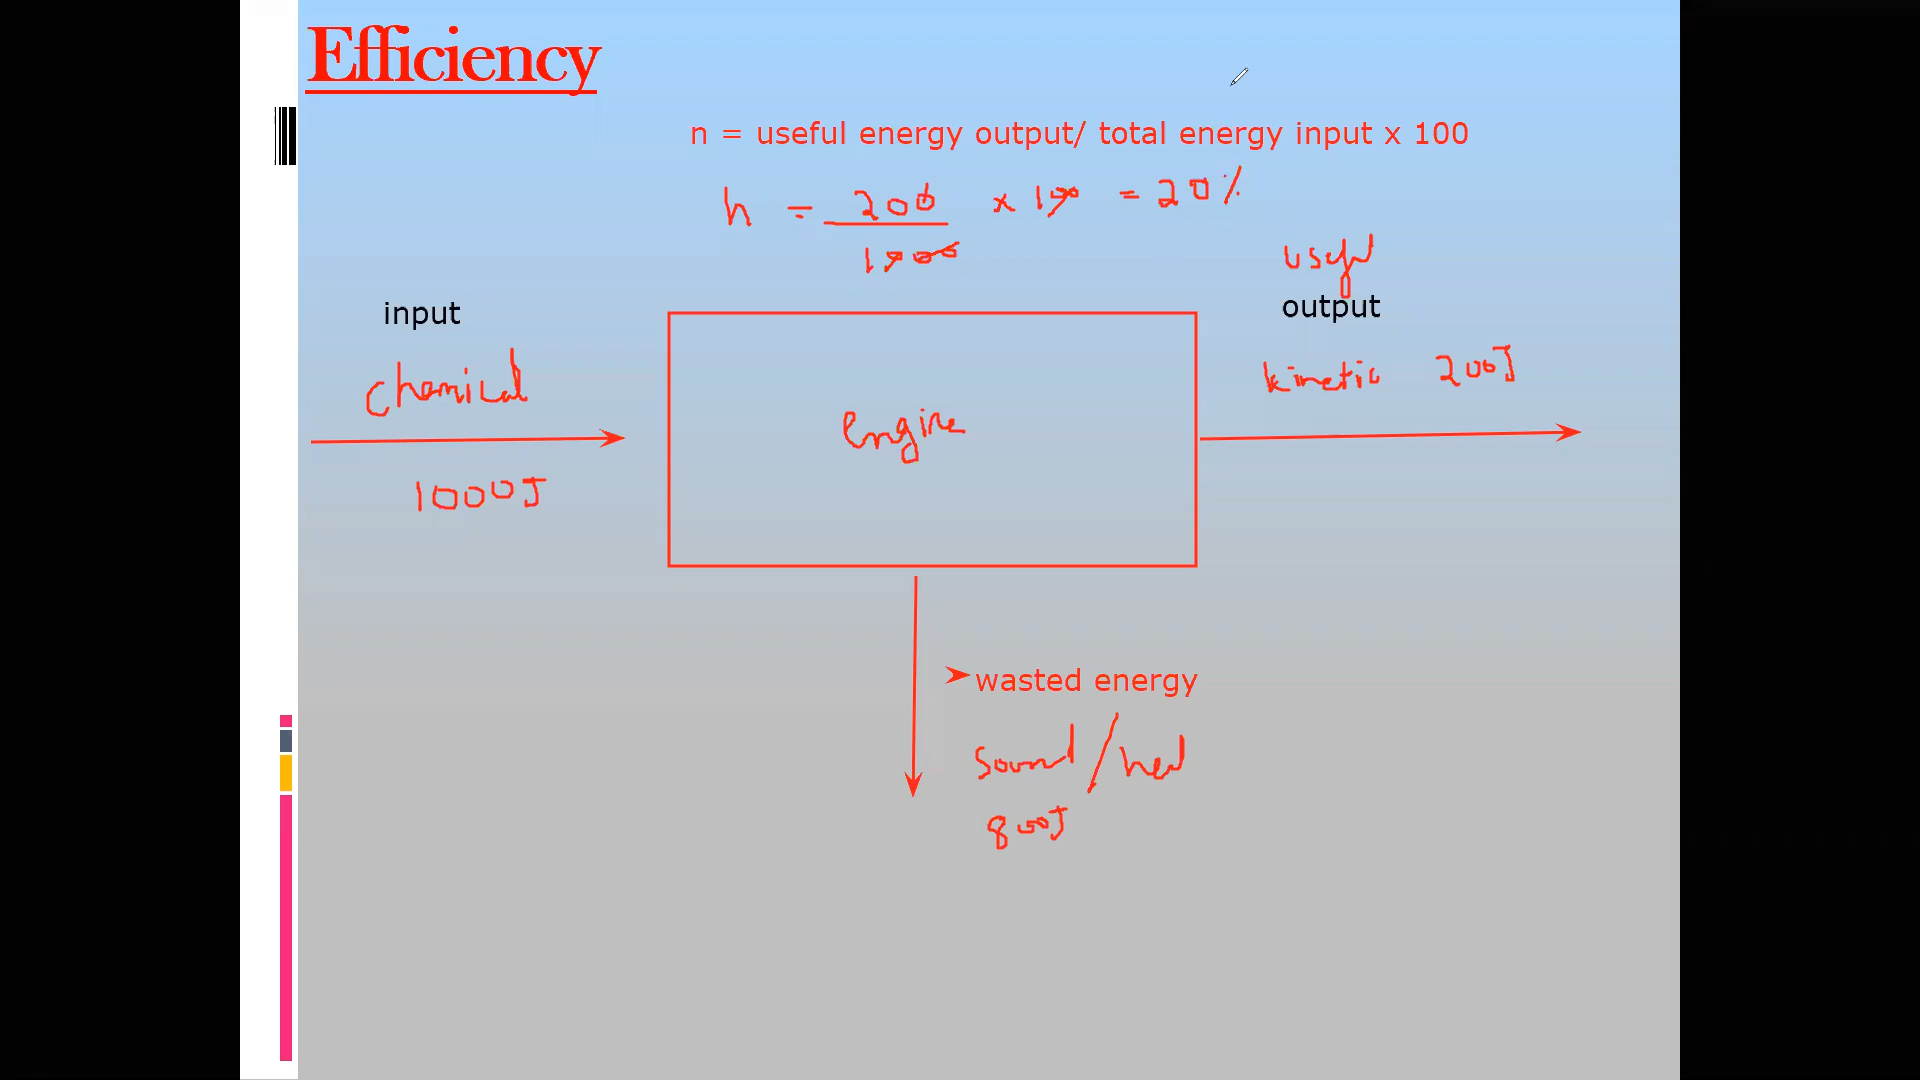 Efficiency
n = useful energy output/ total energy input x 100
n = 200 x 100 = 20%
1000
useful
input
output
chemical
kinetic 200J
engine
1000J
wasted energy
sound/heat
800J